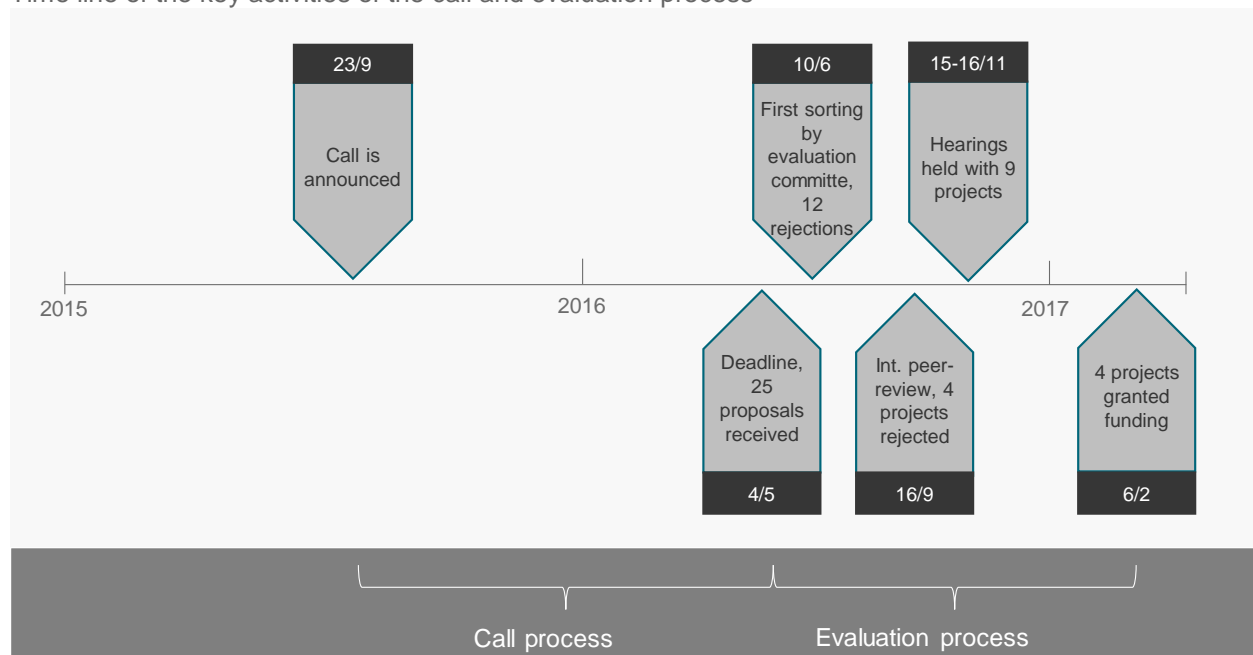 Time line of the key activities of the call and evaluation process
23/9
Call is
announced
10/6
First sorting
by
evaluation
committe,
12
rejections
15-16/11
Hearings
held with 9
projects
2015
2016
2017
Deadline,
25
proposals
received
4/5
Int. peer-
review, 4
projects
rejected
16/9
4 projects
granted
funding
6/2
Call process
Evaluation process